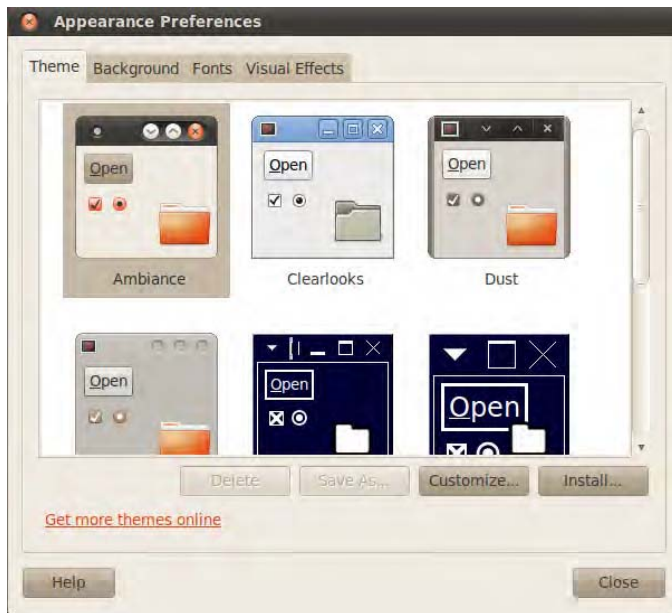 Appearance Preferences
Theme Background Fonts Visual Effects
Open Open Open
Ambiance Clearlooks Dust
Open Open Open
Delete Save As... Customize... Install...
Get more themes online
Help Close